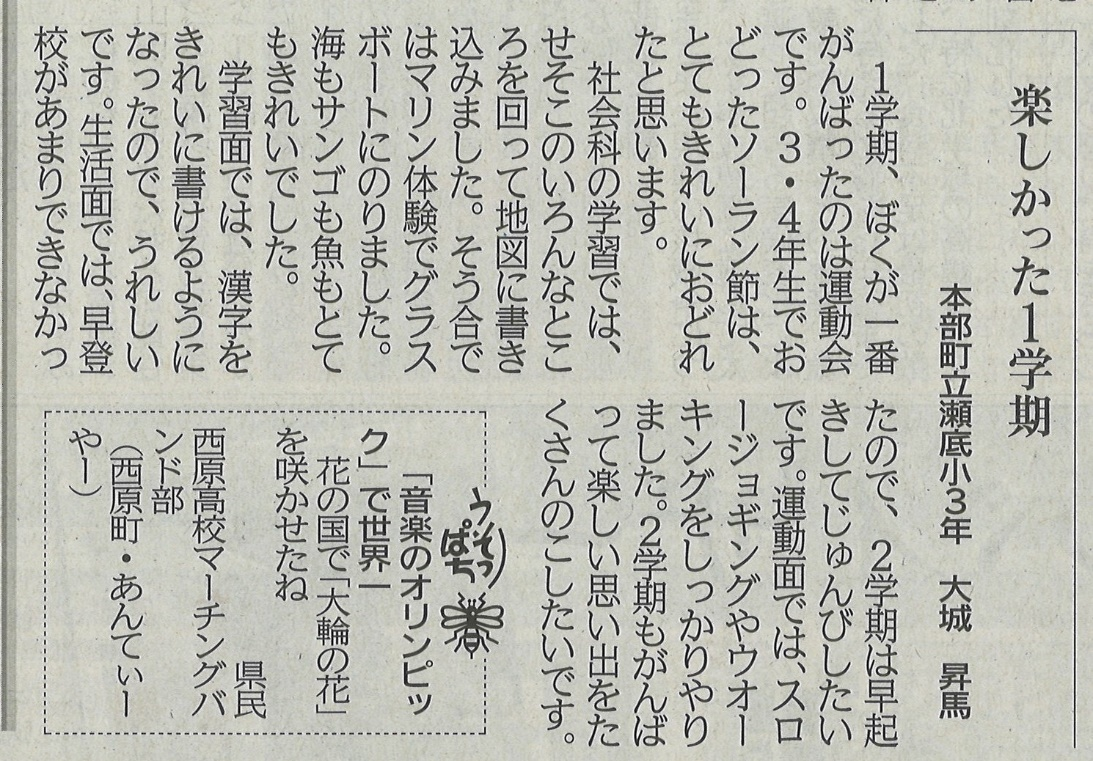 楽しかった1学期
本部町立瀬底小3年　大城　昇馬
　1学期、ぼくが一番
がんばったのは運動会
です。3・4年生でお
どったソーラン節は、
とてもきれいにおどれ
たと思います。
　社会科の学習では、
せそこのいろんなとこ
ろを回って地図に書き
込みました。そう合で
はマリン体験でグラス
ボートにのりました。
海もサンゴも魚もとて
もきれいでした。
　学習面では、漢字を
きれいに書けるように
なったので、うれしい
です。生活面では、早登
校があまりできなかっ
たので、2学期は早起
きしてじゅんびしたい
です。運動面では、スロ
ージョギングやウオー
キングをしっかりやり
ました。2学期もがんば
って楽しい思い出をた
くさんのこしたいです。
うそっ
ぱち
「音楽のオリンピッ
ク」で世界一
　花の国で「大輪の花」
を咲かせたね
県民
西原高校マーチングバ
ンド部
（西原町・あんてぃー
やー）